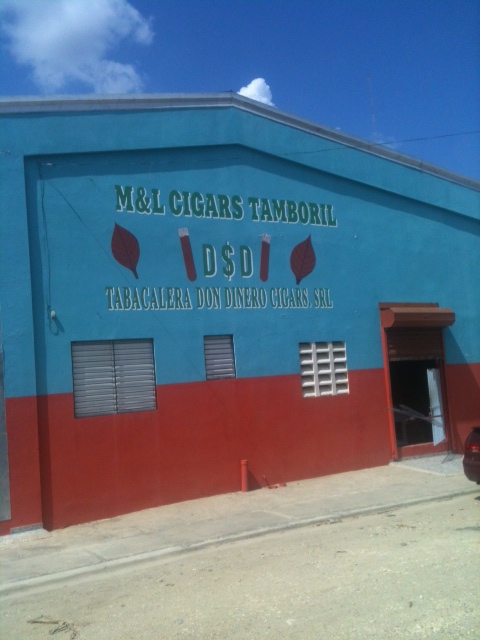 M&L CIGARS TAMBORIL
D$D
TABACALERA DON DINERO CIGARS, SRL